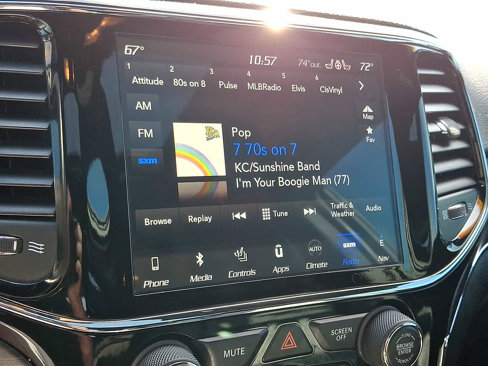 67° 10:57 74° out. 72°
1 Attitude 2 80s on 8 3 Pulse 4 MLBRadio 5 Elvis 6 ClsVinyl
AM
FM
sxm
Map
Fav
Pop
7 70s on 7
KC/Sunshine Band
I'm Your Boogie Man (77)
Browse Replay Tune Traffic & Weather Audio
AUTO sxm E
Phone Media Controls Apps Climate Radio Nav
MUTE SCREEN OFF BROWSE ENTER